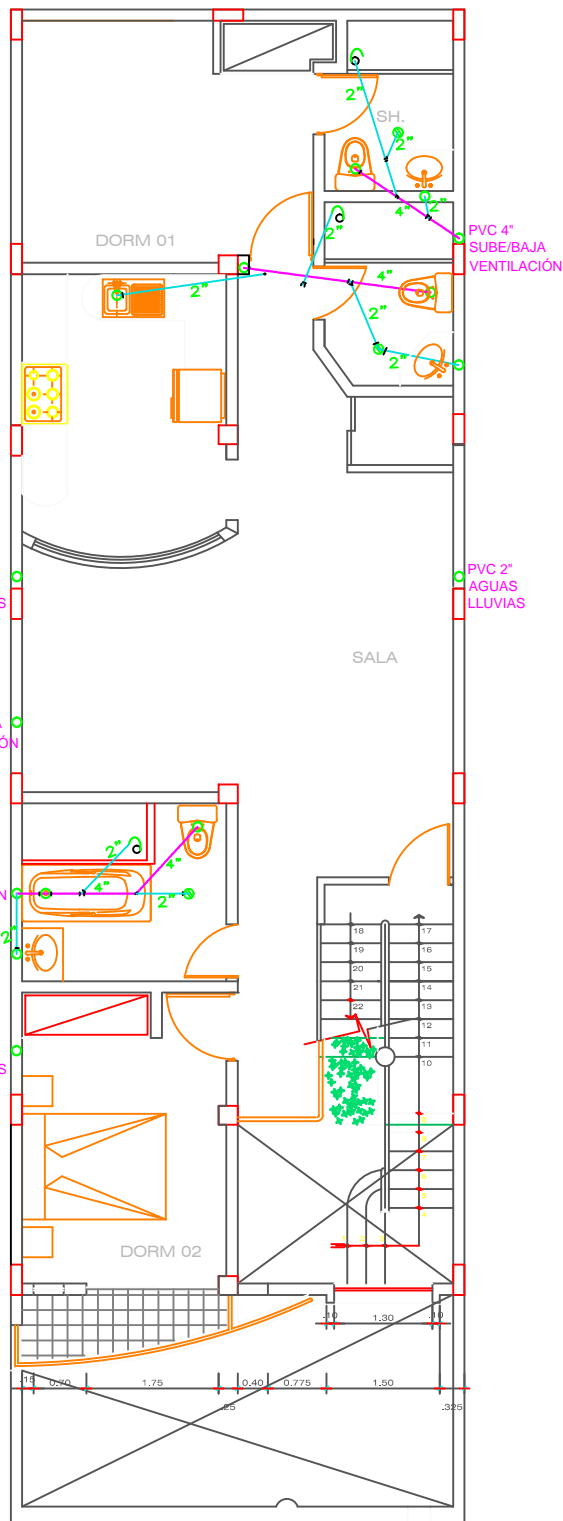 2"
SH.
2"
2"
4"
PVC 4"
SUBE/BAJA
VENTILACIÓN
2"
DORM 01
4"
2"
2"
2"
PVC 2"
AGUAS
LLUVIAS
S
SALA
ÓN
2"
4"
4"
2"
N
2"
18
17
19
16
20
15
21
14
22
13
12
11
10
S
DORM 02
.10
1.30
.10
.15
0.70
1.75
.25
0.40
0.775
1.50
.325